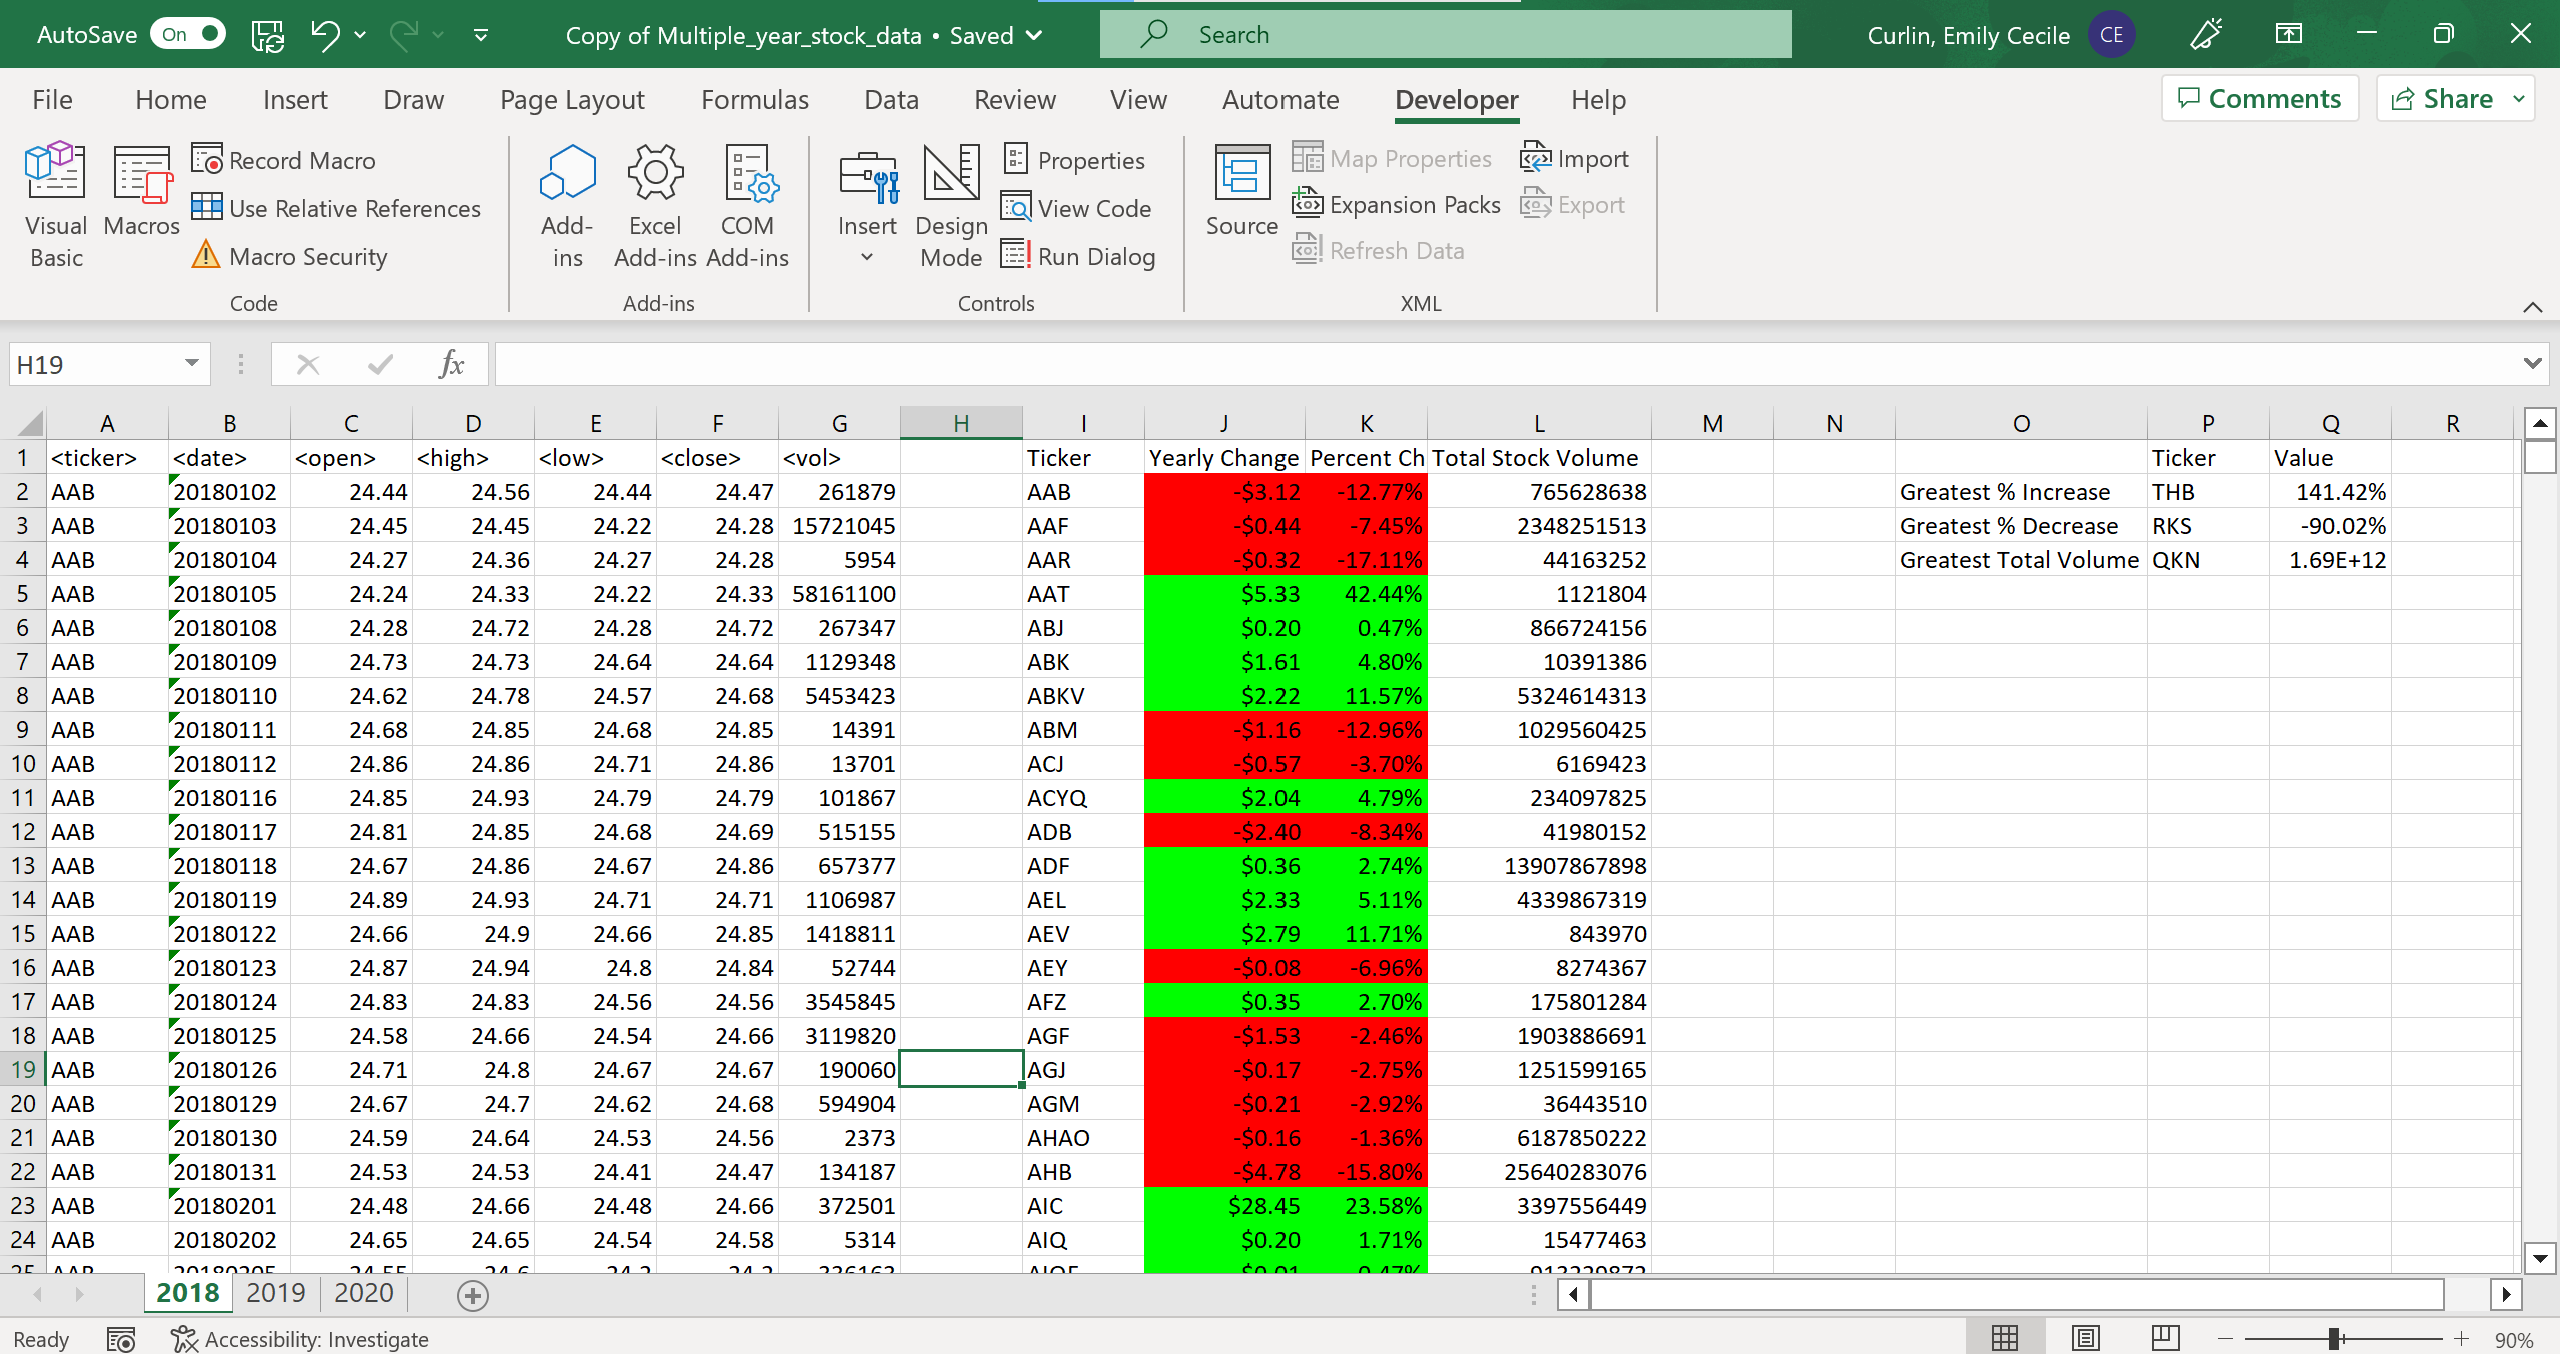 AutoSave On Copy of Multiple_year_stock_data • Saved Search Curlin, Emily Cecile CE
File Home Insert Draw Page Layout Formulas Data Review View Automate Developer Help Comments Share
Visual Basic
Macros
Record Macro
Use Relative References
Macro Security
Code
Add-ins
Excel Add-ins
COM Add-ins
Add-ins
Insert
Design Mode
Properties
View Code
Run Dialog
Controls
Source
Map Properties
Expansion Packs
Refresh Data
Import
Export
XML
H19 fx
A B C D E F G H I J K L M N O P Q R
1 <ticker> <date> <open> <high> <low> <close> <vol> Ticker Yearly Change Percent Ch Total Stock Volume Ticker Value
2 AAB 20180102 24.44 24.56 24.44 24.47 261879 AAB -$3.12 -12.77% 765628638 Greatest % Increase THB 141.42%
3 AAB 20180103 24.45 24.45 24.22 24.28 15721045 AAF -$0.44 -7.45% 2348251513 Greatest % Decrease RKS -90.02%
4 AAB 20180104 24.27 24.36 24.27 24.28 5954 AAR -$0.32 -17.11% 44163252 Greatest Total Volume QKN 1.69E+12
5 AAB 20180105 24.24 24.33 24.22 24.33 58161100 AAT $5.33 42.44% 1121804
6 AAB 20180108 24.28 24.72 24.28 24.72 267347 ABJ $0.20 0.47% 866724156
7 AAB 20180109 24.73 24.73 24.64 24.64 1129348 ABK $1.61 4.80% 10391386
8 AAB 20180110 24.62 24.78 24.57 24.68 5453423 ABKV $2.22 11.57% 5324614313
9 AAB 20180111 24.68 24.85 24.68 24.85 14391 ABM -$1.16 -12.96% 1029560425
10 AAB 20180112 24.86 24.86 24.71 24.86 13701 ACJ -$0.57 -3.70% 6169423
11 AAB 20180116 24.85 24.93 24.79 24.79 101867 ACYQ $2.04 4.79% 234097825
12 AAB 20180117 24.81 24.85 24.68 24.69 515155 ADB -$2.40 -8.34% 41980152
13 AAB 20180118 24.67 24.86 24.67 24.86 657377 ADF $0.36 2.74% 13907867898
14 AAB 20180119 24.89 24.93 24.71 24.71 1106987 AEL $2.33 5.11% 4339867319
15 AAB 20180122 24.66 24.9 24.66 24.85 1418811 AEV $2.79 11.71% 843970
16 AAB 20180123 24.87 24.94 24.8 24.84 52744 AEY -$0.08 -6.96% 8274367
17 AAB 20180124 24.83 24.83 24.56 24.56 3545845 AFZ $0.35 2.70% 175801284
18 AAB 20180125 24.58 24.66 24.54 24.66 3119820 AGF -$1.53 -2.46% 1903886691
19 AAB 20180126 24.71 24.8 24.67 24.67 190060 AGJ -$0.17 -2.75% 1251599165
20 AAB 20180129 24.67 24.7 24.62 24.68 594904 AGM -$0.21 -2.92% 36443510
21 AAB 20180130 24.59 24.64 24.53 24.56 2373 AHAO -$0.16 -1.36% 6187850222
22 AAB 20180131 24.53 24.53 24.41 24.47 134187 AHB -$4.78 -15.80% 25640283076
23 AAB 20180201 24.48 24.66 24.48 24.66 372501 AIC $28.45 23.58% 3397556449
24 AAB 20180202 24.65 24.65 24.54 24.58 5314 AIQ $0.20 1.71% 15477463
2018 2019 2020
Ready Accessibility: Investigate 90%